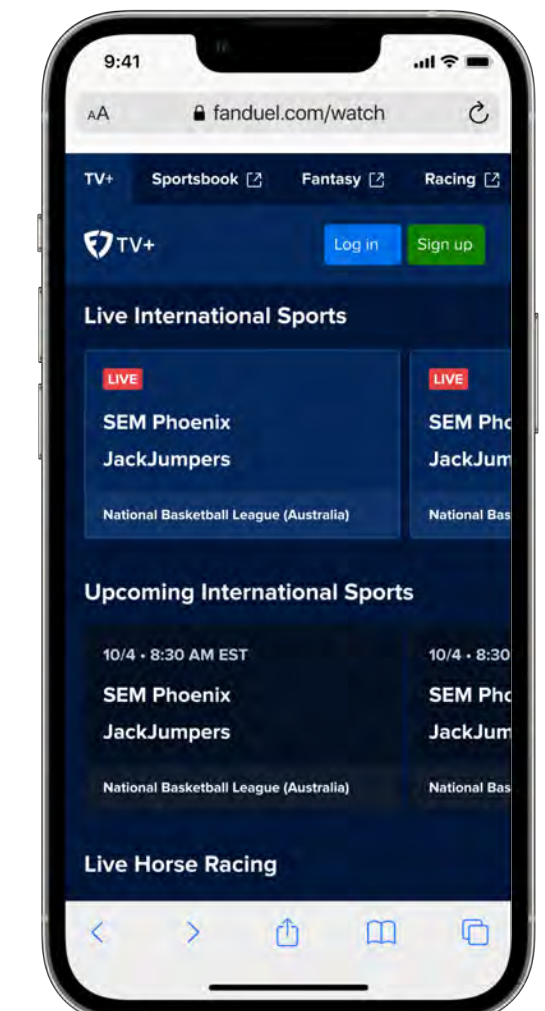 9:41
AA fanduel.com/watch
TV+ Sportsbook Fantasy Racing
TV+ Log in Sign up
Live International Sports
LIVE LIVE
SEM Phoenix SEM Pho
JackJumpers JackJum
National Basketball League (Australia) National Bas
Upcoming International Sports
10/4 • 8:30 AM EST 10/4 • 8:30
SEM Phoenix SEM Pho
JackJumpers JackJum
National Basketball League (Australia) National Bas
Live Horse Racing